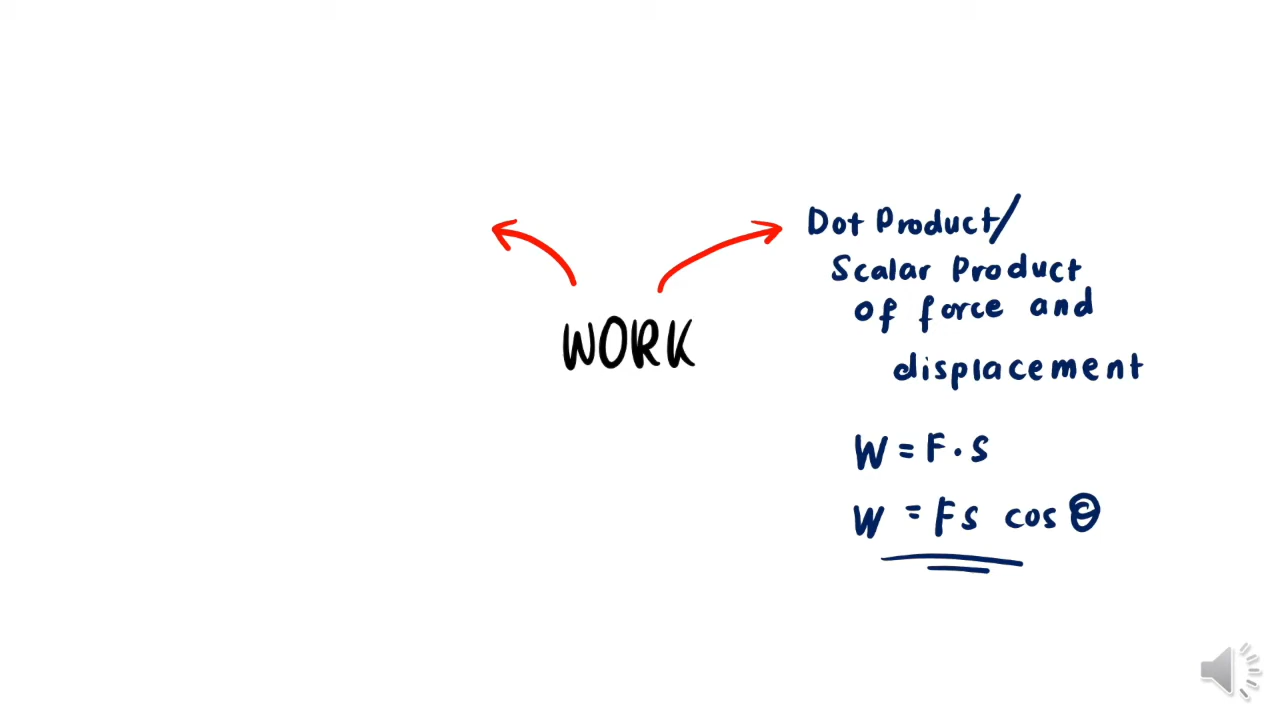 WORK
Dot Product/
Scalar Product
of force and
displacement
W = F . s
W = Fs cos θ